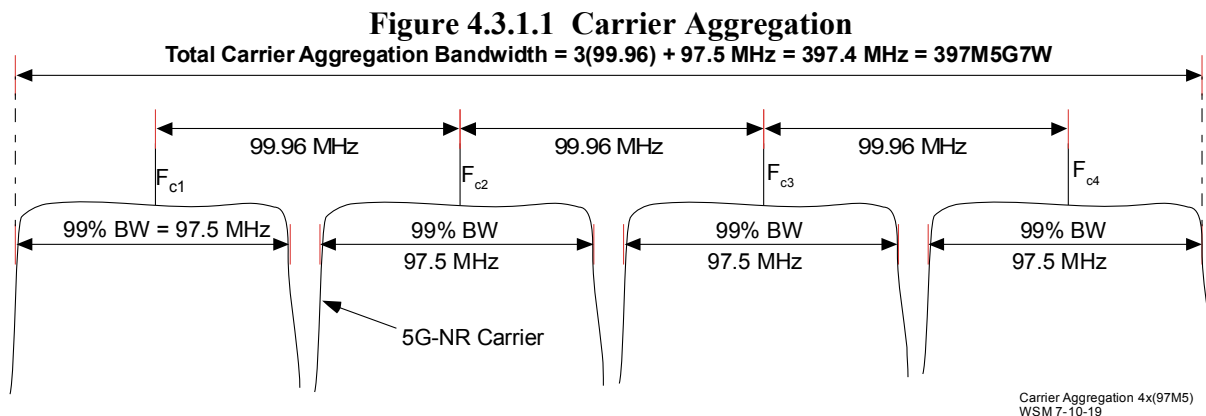 Figure 4.3.1.1 Carrier Aggregation
Total Carrier Aggregation Bandwidth = 3(99.96) + 97.5 MHz = 397.4 MHz = 397M5G7W
99.96 MHz 99.96 MHz 99.96 MHz
Fc1 Fc2 Fc3 Fc4
99% BW = 97.5 MHz 99% BW 99% BW 99% BW
97.5 MHz 97.5 MHz 97.5 MHz
5G-NR Carrier
Carrier Aggregation 4x(97M5)
WSM 7-10-19